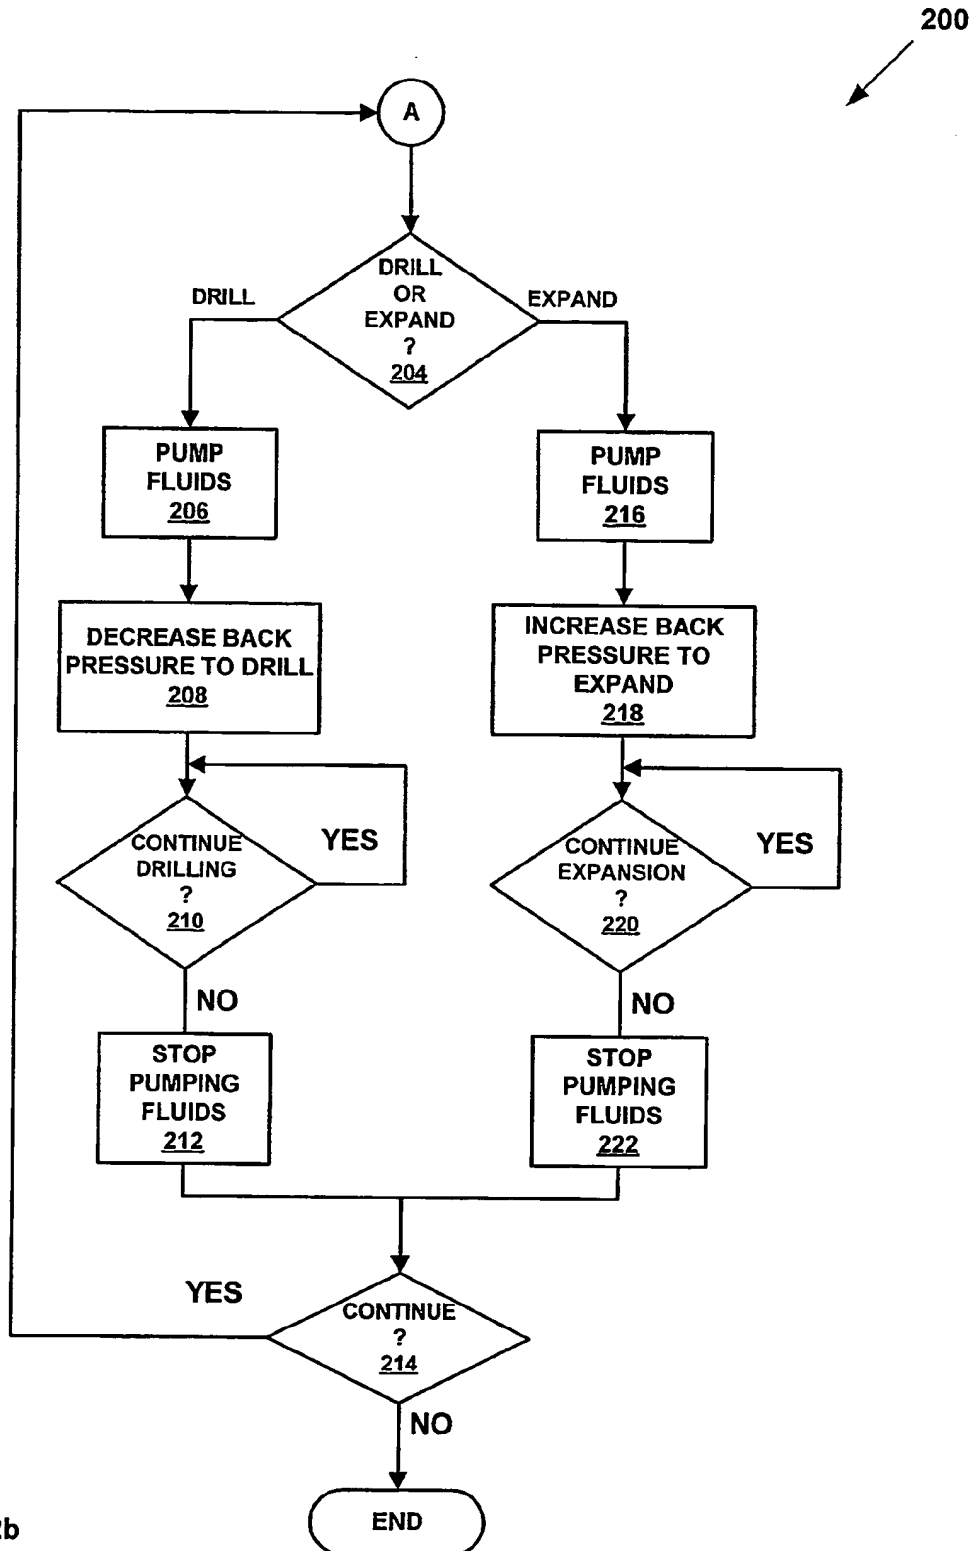 200
A
DRILL
OR
EXPAND
?
204
DRILL
EXPAND
PUMP
FLUIDS
206
PUMP
FLUIDS
216
DECREASE BACK
PRESSURE TO DRILL
208
INCREASE BACK
PRESSURE TO
EXPAND
218
CONTINUE
DRILLING
?
210
YES
CONTINUE
EXPANSION
?
220
YES
NO
NO
STOP
PUMPING
FLUIDS
212
STOP
PUMPING
FLUIDS
222
YES
CONTINUE
?
214
NO
END
2b